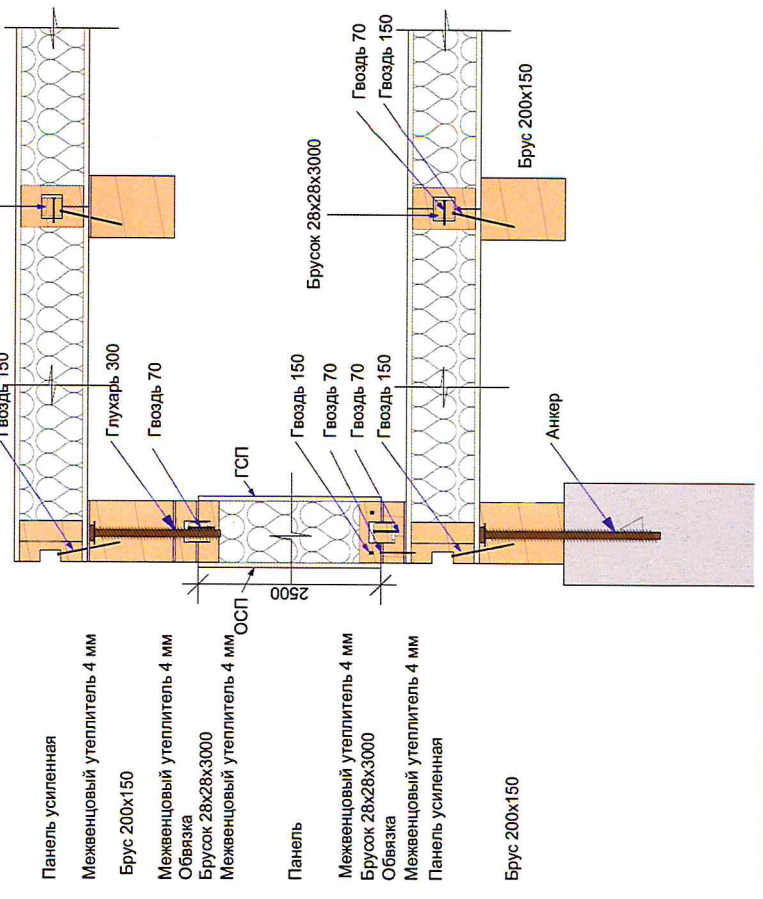 Панель усиленная
Межвенцовый утеплитель 4 мм
Брус 200х150
Межвенцовый утеплитель 4 мм
Обвязка
Брусок 28х28х3000
Межвенцовый утеплитель 4 мм
Панель
Межвенцовый утеплитель 4 мм
Брусок 28х28х3000
Обвязка
Межвенцовый утеплитель 4 мм
Панель усиленная
Брус 200х150
Гвоздь 150
Глухарь 300
Гвоздь 70
ОСП
ГСП
2500
Гвоздь 150
Гвоздь 70
Гвоздь 70
Гвоздь 150
Анкер
Брусок 28х28х3000
Гвоздь 70
Гвоздь 150
Брус 200х150